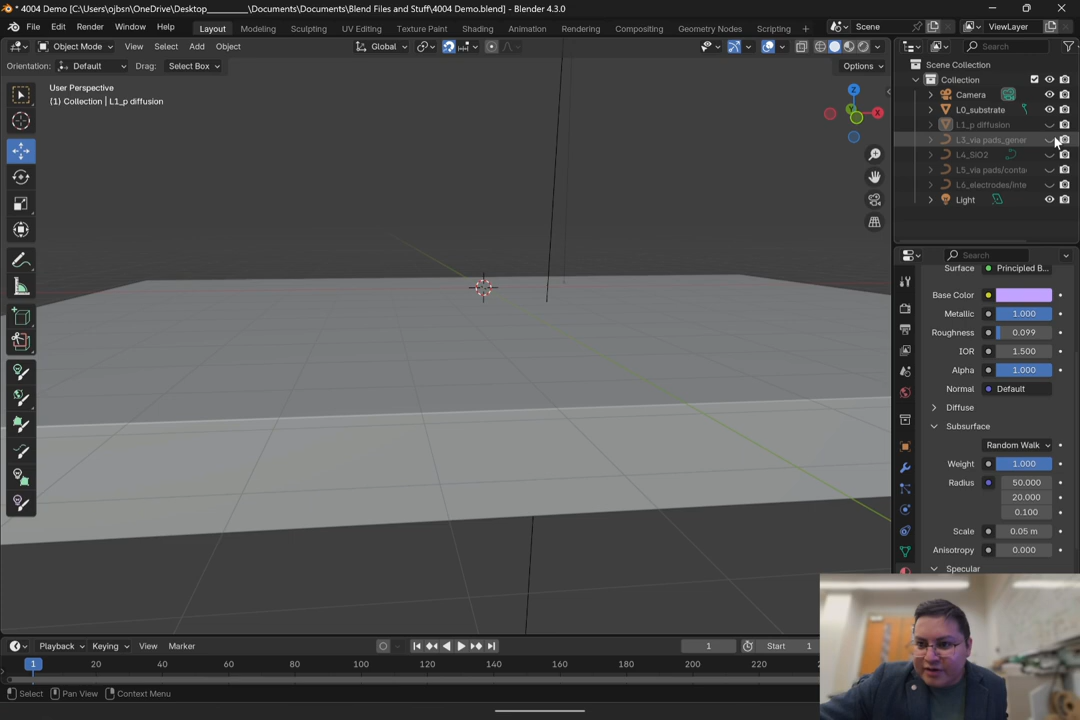 * 4004 Demo [C:\Users\ojbsn\OneDrive\Desktop_________\Documents\Documents\Blend Files and Stuff\4004 Demo.blend] - Blender 4.3.0
File Edit Render Window Help Layout Modeling Sculpting UV Editing Texture Paint Shading Animation Rendering Compositing Geometry Nodes Scripting + Scene ViewLayer
Object Mode View Select Add Object Global Search
Orientation: Default Drag: Select Box Options
User Perspective
(1) Collection | L1_p diffusion
Z
X
Y
Scene Collection
Collection
Camera
L0_substrate
L1_p diffusion
L3_via pads_gener
L4_SiO2
L5_via pads/conta
L6_electrodes/inte
Light
Search
Surface Principled B...
Base Color
Metallic 1.000
Roughness 0.099
IOR 1.500
Alpha 1.000
Normal Default
Diffuse
Subsurface
Random Walk
Weight 1.000
Radius 50.000
20.000
0.100
Scale 0.05 m
Anisotropy 0.000
Specular
Playback Keying View Marker 1 Start 1
1 20 40 60 80 100 120 140 160 180 200 220
Select Pan View Context Menu